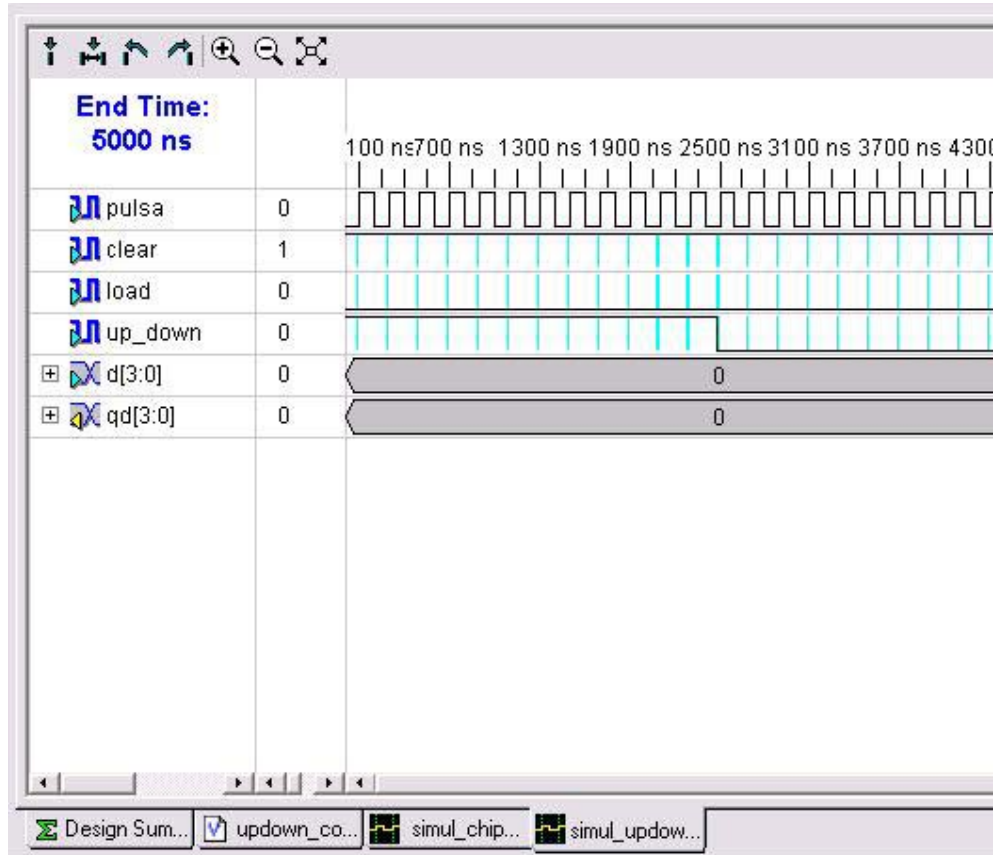 End Time:
5000 ns
100 ns700 ns 1300 ns 1900 ns 2500 ns 3100 ns 3700 ns 4300
pulsa 0
clear 1
load 0
up_down 0
d[3:0] 0 0
qd[3:0] 0 0
Design Sum... updown_co... simul_chip... simul_updow...